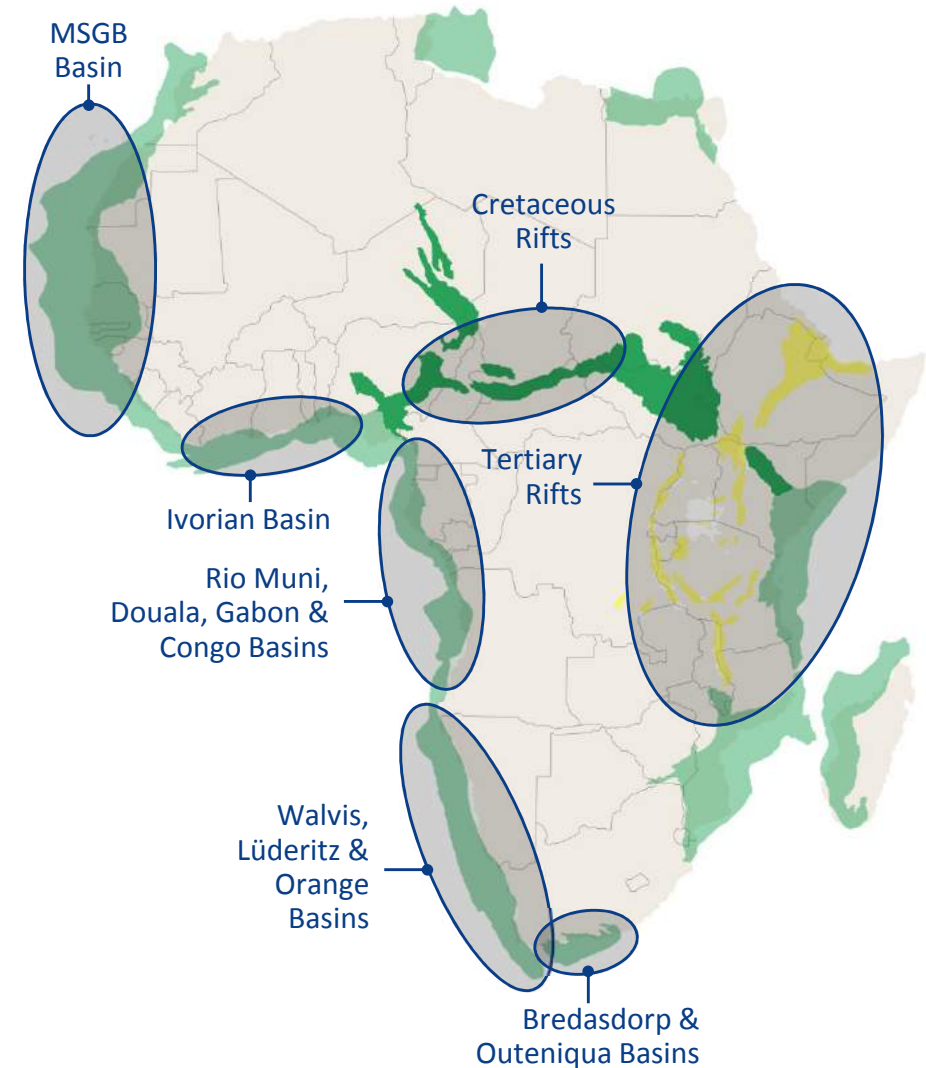 MSGB
Basin
Cretaceous
Rifts
Tertiary
Rifts
Ivorian Basin
Rio Muni,
Douala, Gabon &
Congo Basins
Walvis,
Lüderitz &
Orange
Basins
Bredasdorp &
Outeniqua Basins